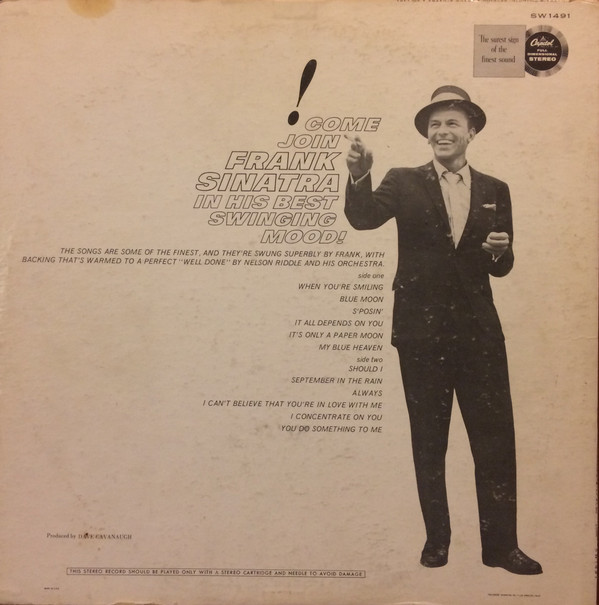 SW1491
The surest sign
of the
finest sound
Capitol
FULL
DIMENSIONAL
STEREO
! COME
JOIN
FRANK
SINATRA
IN HIS BEST
SWINGING
MOOD!
THE SONGS ARE SOME OF THE FINEST, AND THEY'RE SWUNG SUPERBLY BY FRANK, WITH
BACKING THAT'S WARMED TO A PERFECT "WELL DONE" BY NELSON RIDDLE AND HIS ORCHESTRA.
side one
WHEN YOU'RE SMILING
BLUE MOON
S'POSIN'
IT ALL DEPENDS ON YOU
IT'S ONLY A PAPER MOON
MY BLUE HEAVEN
side two
SHOULD I
SEPTEMBER IN THE RAIN
ALWAYS
I CAN'T BELIEVE THAT YOU'RE IN LOVE WITH ME
I CONCENTRATE ON YOU
YOU DO SOMETHING TO ME
Produced by DAVE CAVANAUGH
THIS STEREO RECORD SHOULD BE PLAYED ONLY WITH A STEREO CARTRIDGE AND NEEDLE TO AVOID DAMAGE